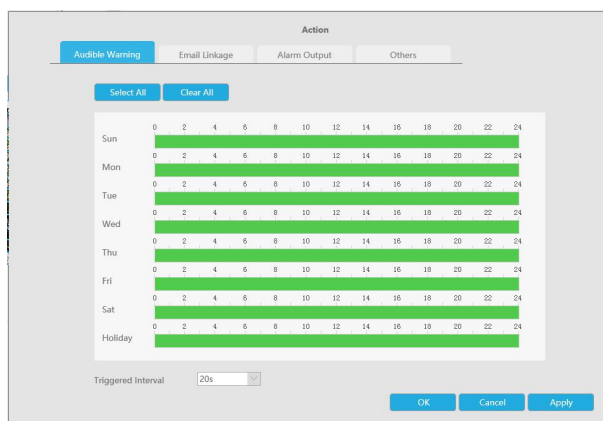 Action
Audible Warning Email Linkage Alarm Output Others
Select All Clear All
0 2 4 6 8 10 12 14 16 18 20 22 24
Sun
0 2 4 6 8 10 12 14 16 18 20 22 24
Mon
0 2 4 6 8 10 12 14 16 18 20 22 24
Tue
0 2 4 6 8 10 12 14 16 18 20 22 24
Wed
0 2 4 6 8 10 12 14 16 18 20 22 24
Thu
0 2 4 6 8 10 12 14 16 18 20 22 24
Fri
0 2 4 6 8 10 12 14 16 18 20 22 24
Sat
0 2 4 6 8 10 12 14 16 18 20 22 24
Holiday
Triggered Interval 20s
OK Cancel Apply